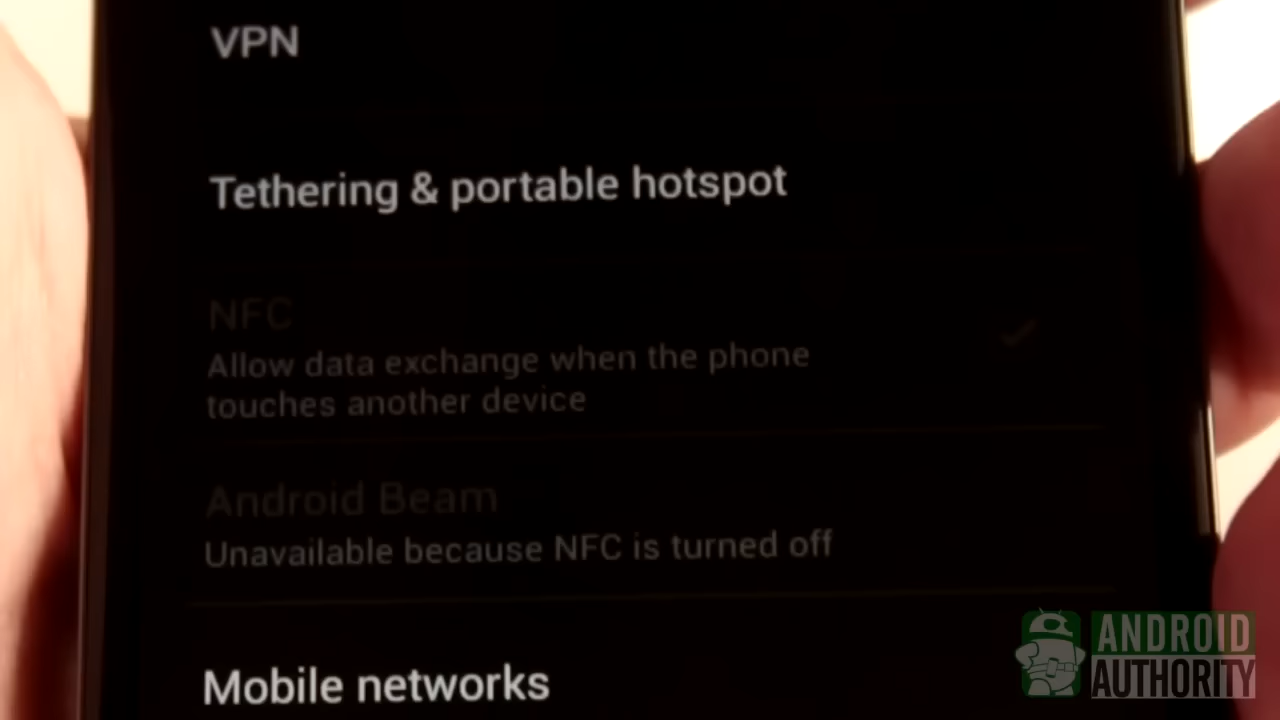 VPN
Tethering & portable hotspot
NFC
Allow data exchange when the phone
touches another device
Android Beam
Unavailable because NFC is turned off
Mobile networks
ANDROID
AUTHORITY